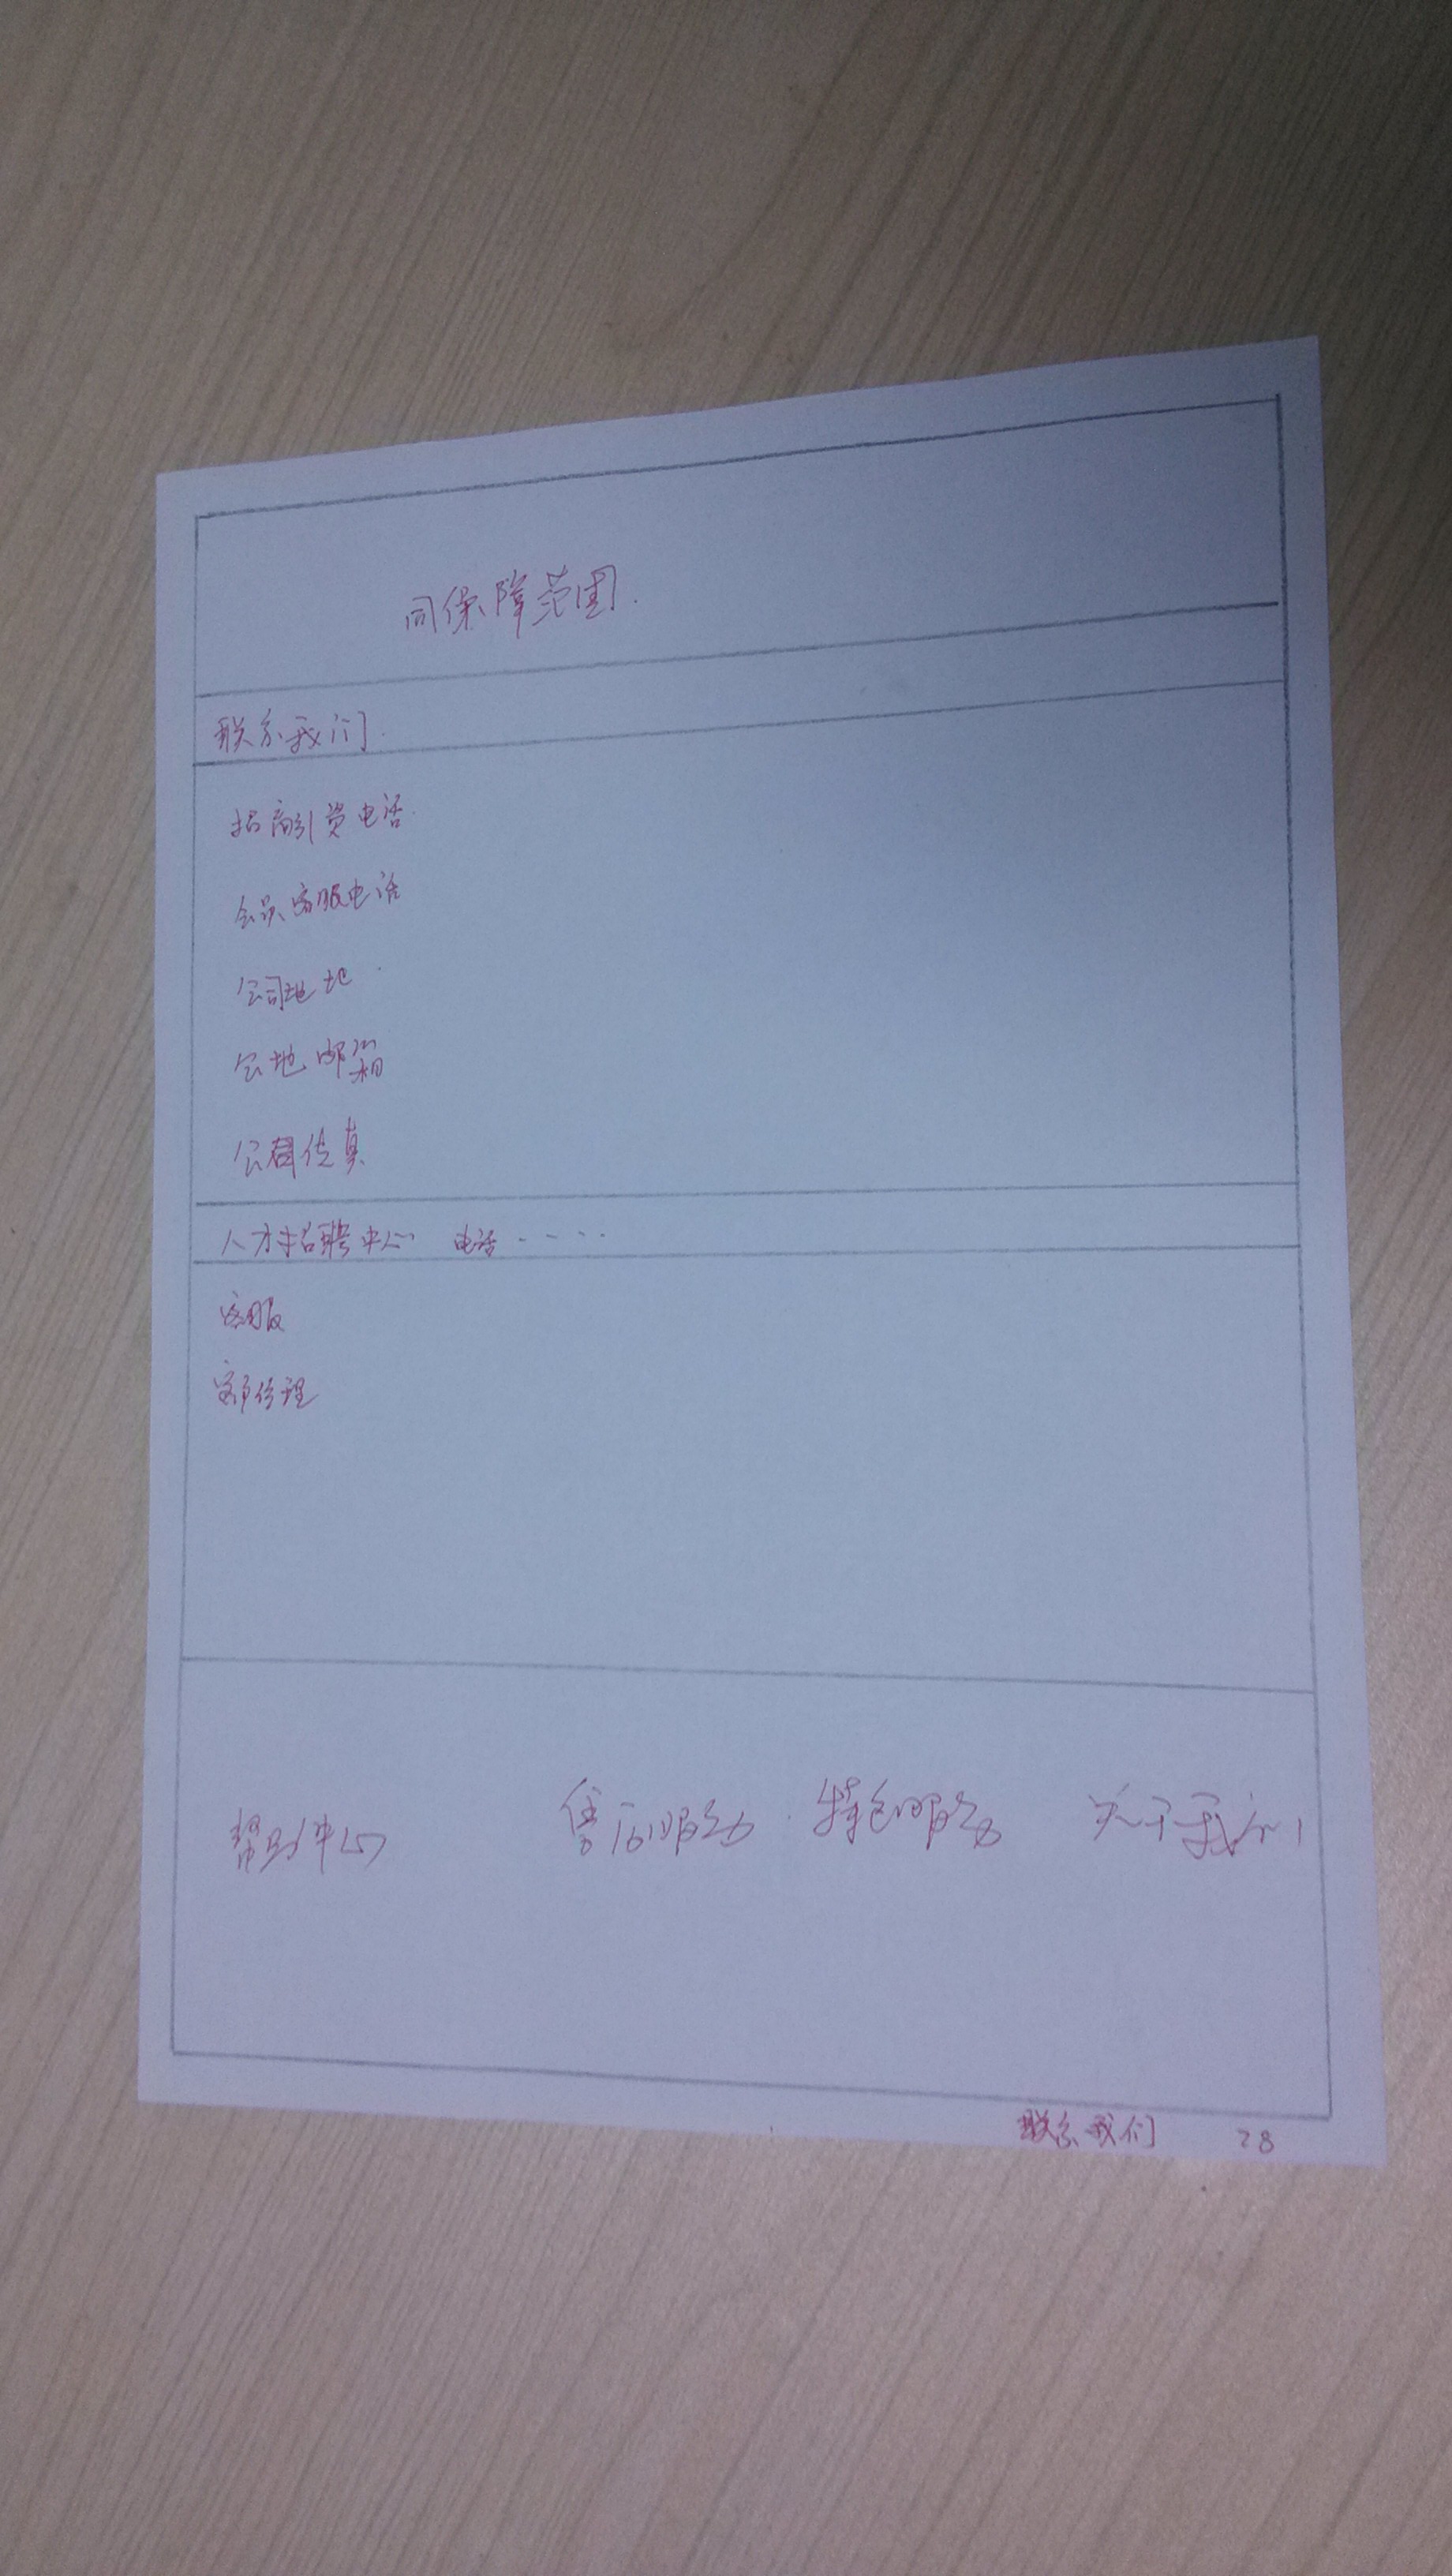 同保障范围.
联系我们.
招商引资电话.
会员客服电话
公司地址
公地邮箱
公司传真
人才招聘中心 电话 - - - -
客服
客户经理
帮助中心 售后服务 特色服务 关于我们
联系我们 28